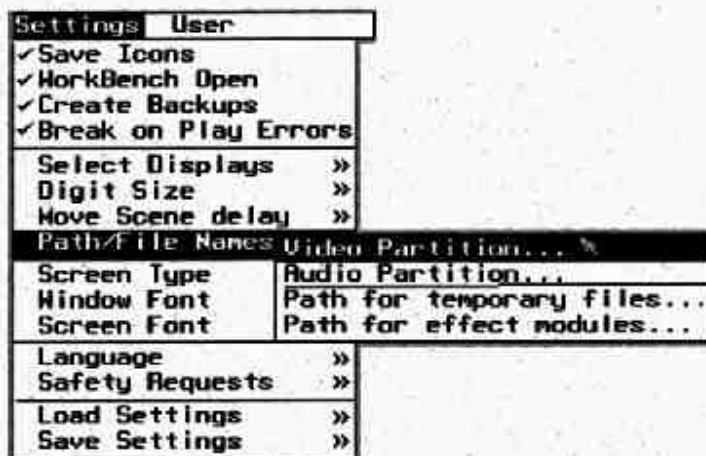 Settings User
✓Save Icons
✓WorkBench Open
✓Create Backups
✓Break on Play Errors
Select Displays »
Digit Size »
Move Scene delay »
Path/File Names
Video Partition...
Audio Partition...
Path for temporary files...
Path for effect modules...
Screen Type
Window Font
Screen Font
Language »
Safety Requests »
Load Settings »
Save Settings »